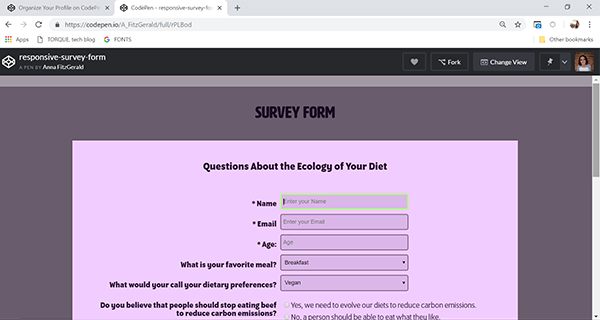 Organize Your Profile on CodePe
CodePen - responsive-survey-for
https://codepen.io/A_FitzGerald/full/rPLBod
Apps
TORQUE, tech blog
FONTS
Other bookmarks
responsive-survey-form
A PEN BY Anna FitzGerald
Fork
Change View
SURVEY FORM
Questions About the Ecology of Your Diet
* Name
Enter your Name
* Email
Enter your Email
* Age:
Age
What is your favorite meal?
Breakfast
What would your call your dietary preferences?
Vegan
Do you believe that people should stop eating beef
to reduce carbon emissions?
Yes, we need to evolve our diets to reduce carbon emissions.
No, a person should be able to eat what they like.